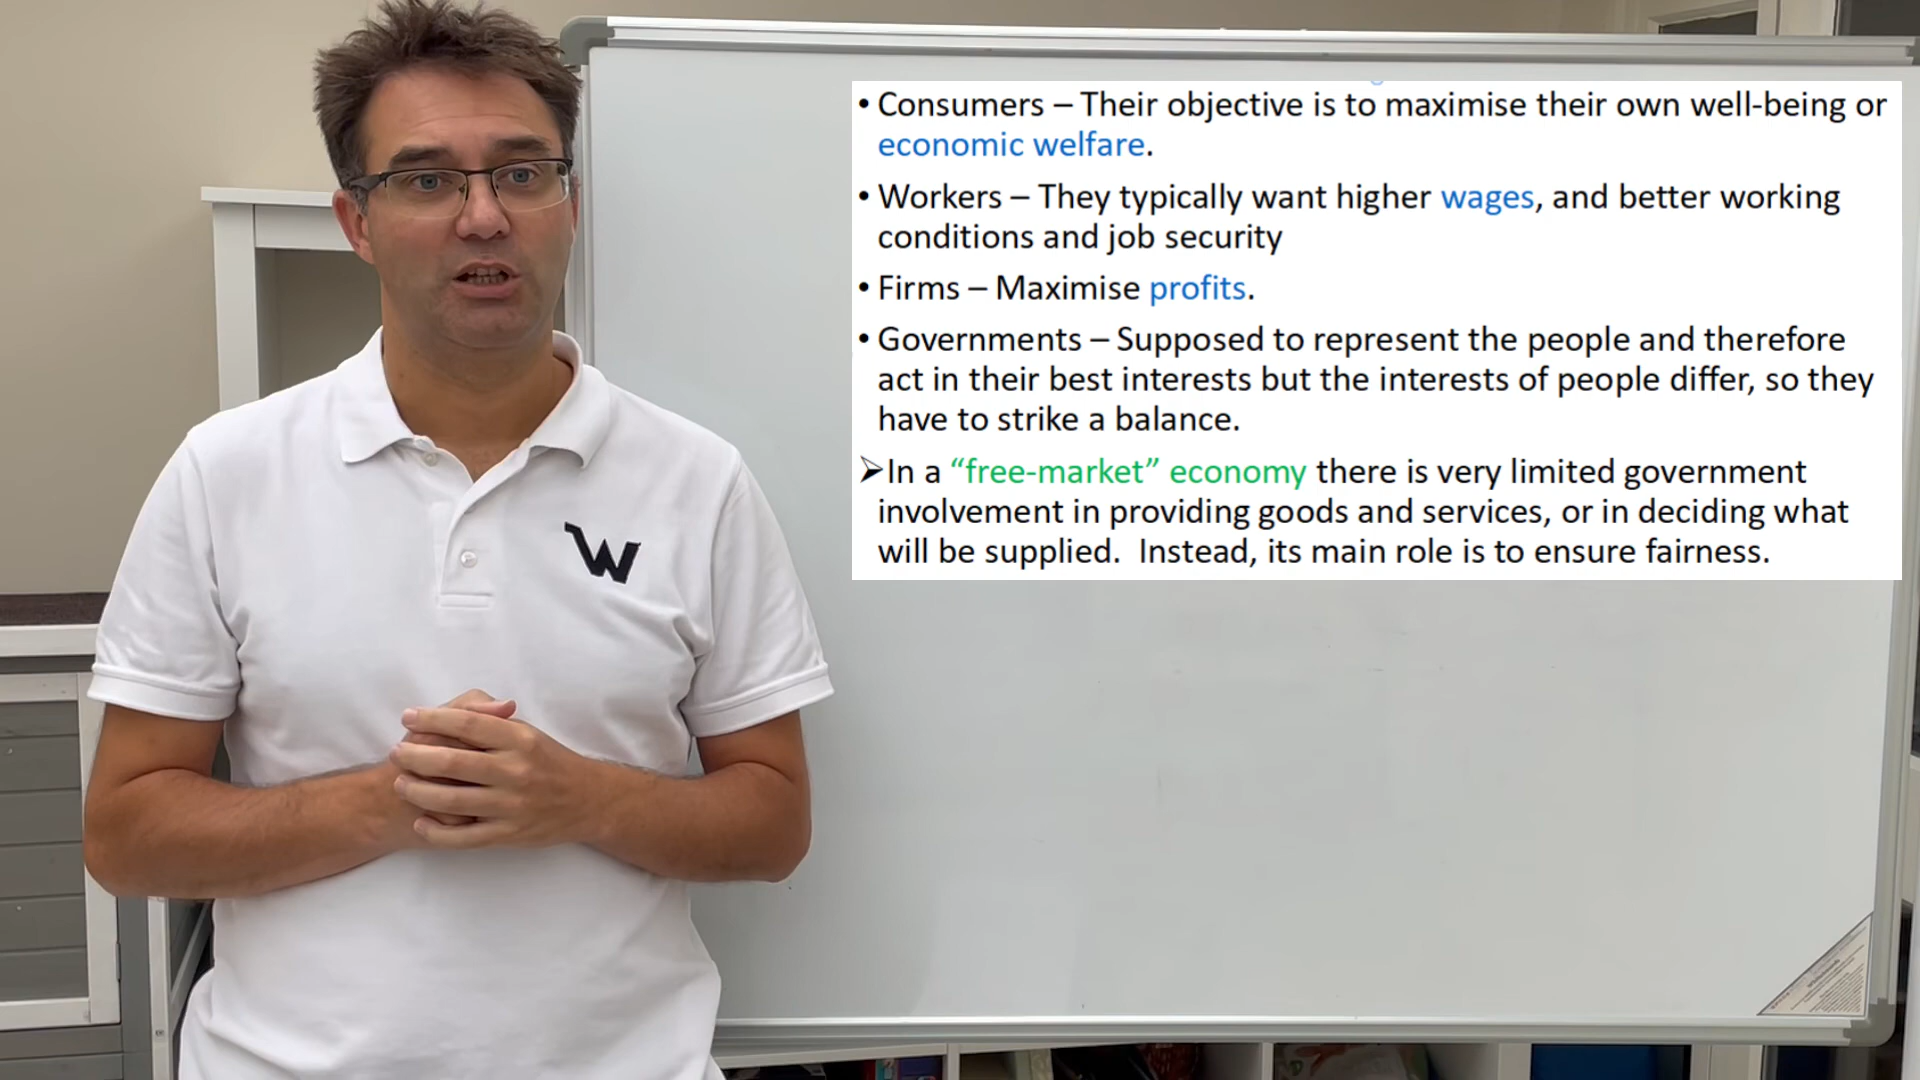 • Consumers – Their objective is to maximise their own well-being or
economic welfare.
• Workers – They typically want higher wages, and better working
conditions and job security
• Firms – Maximise profits.
• Governments – Supposed to represent the people and therefore
act in their best interests but the interests of people differ, so they
have to strike a balance.
➢In a “free-market” economy there is very limited government
involvement in providing goods and services, or in deciding what
will be supplied.  Instead, its main role is to ensure fairness.
W